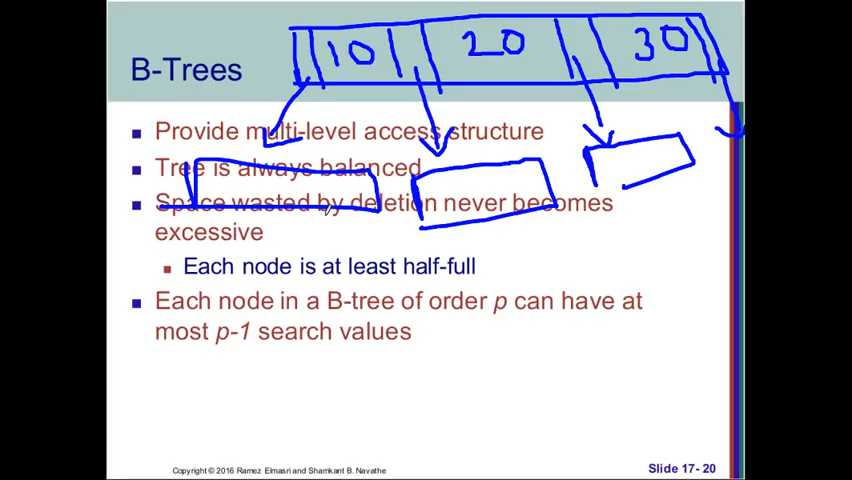 10 20 30
B-Trees
Provide multi-level access structure
Tree is always balanced
Space wasted by deletion never becomes
excessive
Each node is at least half-full
Each node in a B-tree of order p can have at
most p-1 search values
Copyright © 2016 Ramez Elmasri and Shamkant B. Navathe
Slide 17- 20